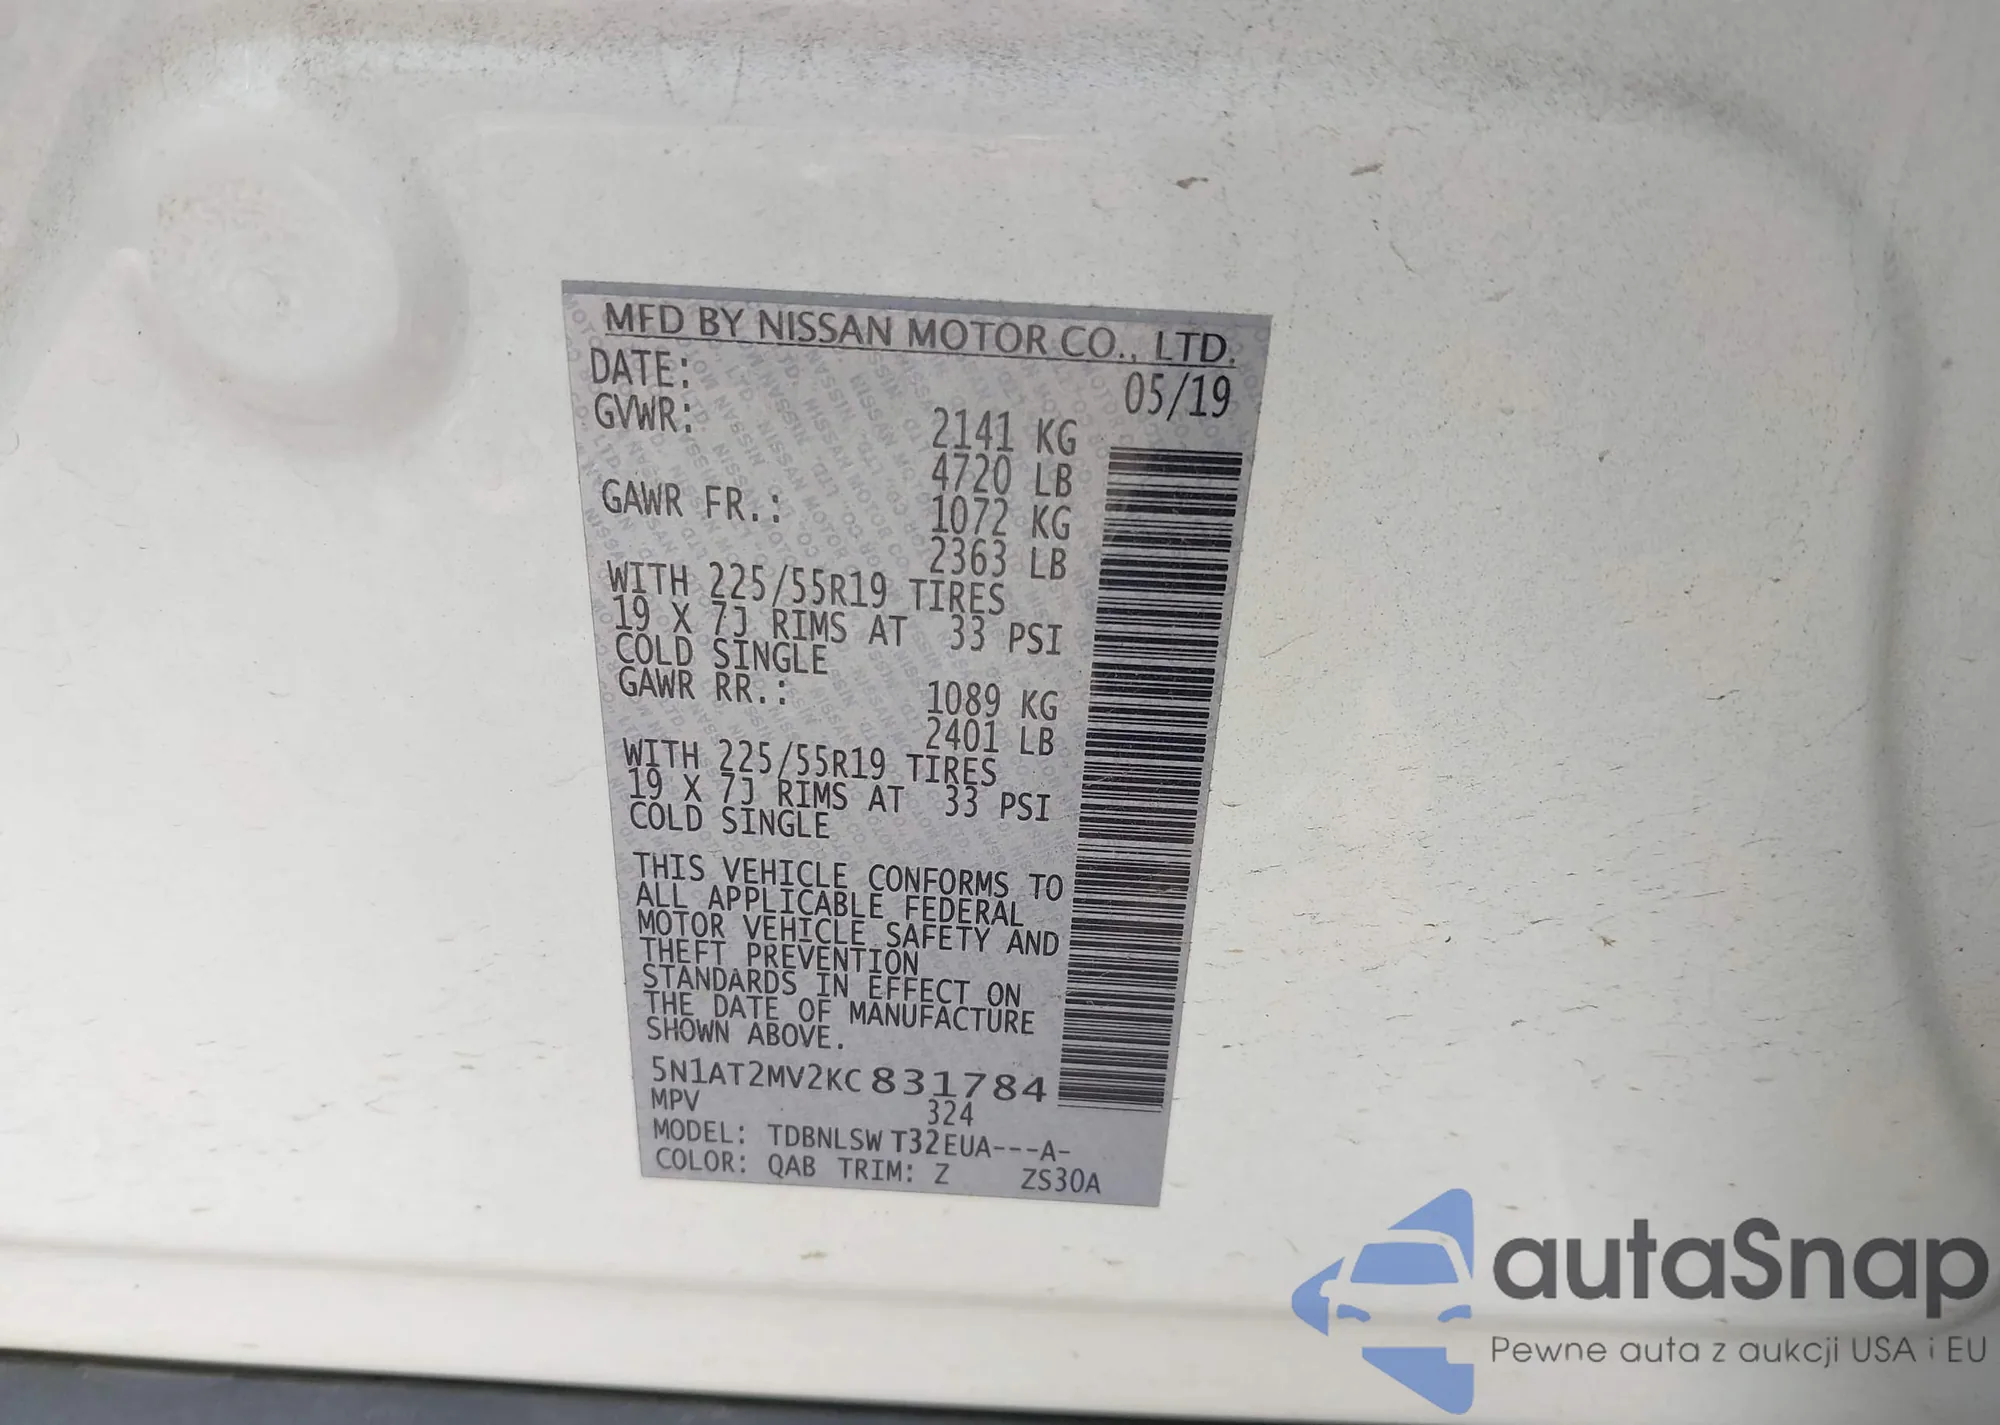 MFD BY NISSAN MOTOR CO., LTD.
DATE: 05/19
GVWR: 2141 KG
4720 LB
GAWR FR.: 1072 KG
2363 LB
WITH 225/55R19 TIRES
19 X 7J RIMS AT 33 PSI
COLD SINGLE
GAWR RR.: 1089 KG
2401 LB
WITH 225/55R19 TIRES
19 X 7J RIMS AT 33 PSI
COLD SINGLE
THIS VEHICLE CONFORMS TO
ALL APPLICABLE FEDERAL
MOTOR VEHICLE SAFETY AND
THEFT PREVENTION
STANDARDS IN EFFECT ON
THE DATE OF MANUFACTURE
SHOWN ABOVE.
5N1AT2MV2KC831784
MPV 324
MODEL: TDBNLSW T32EUA---A-
COLOR: QAB TRIM: Z ZS30A
autaSnap
Pewne auta z aukcji USA i EU